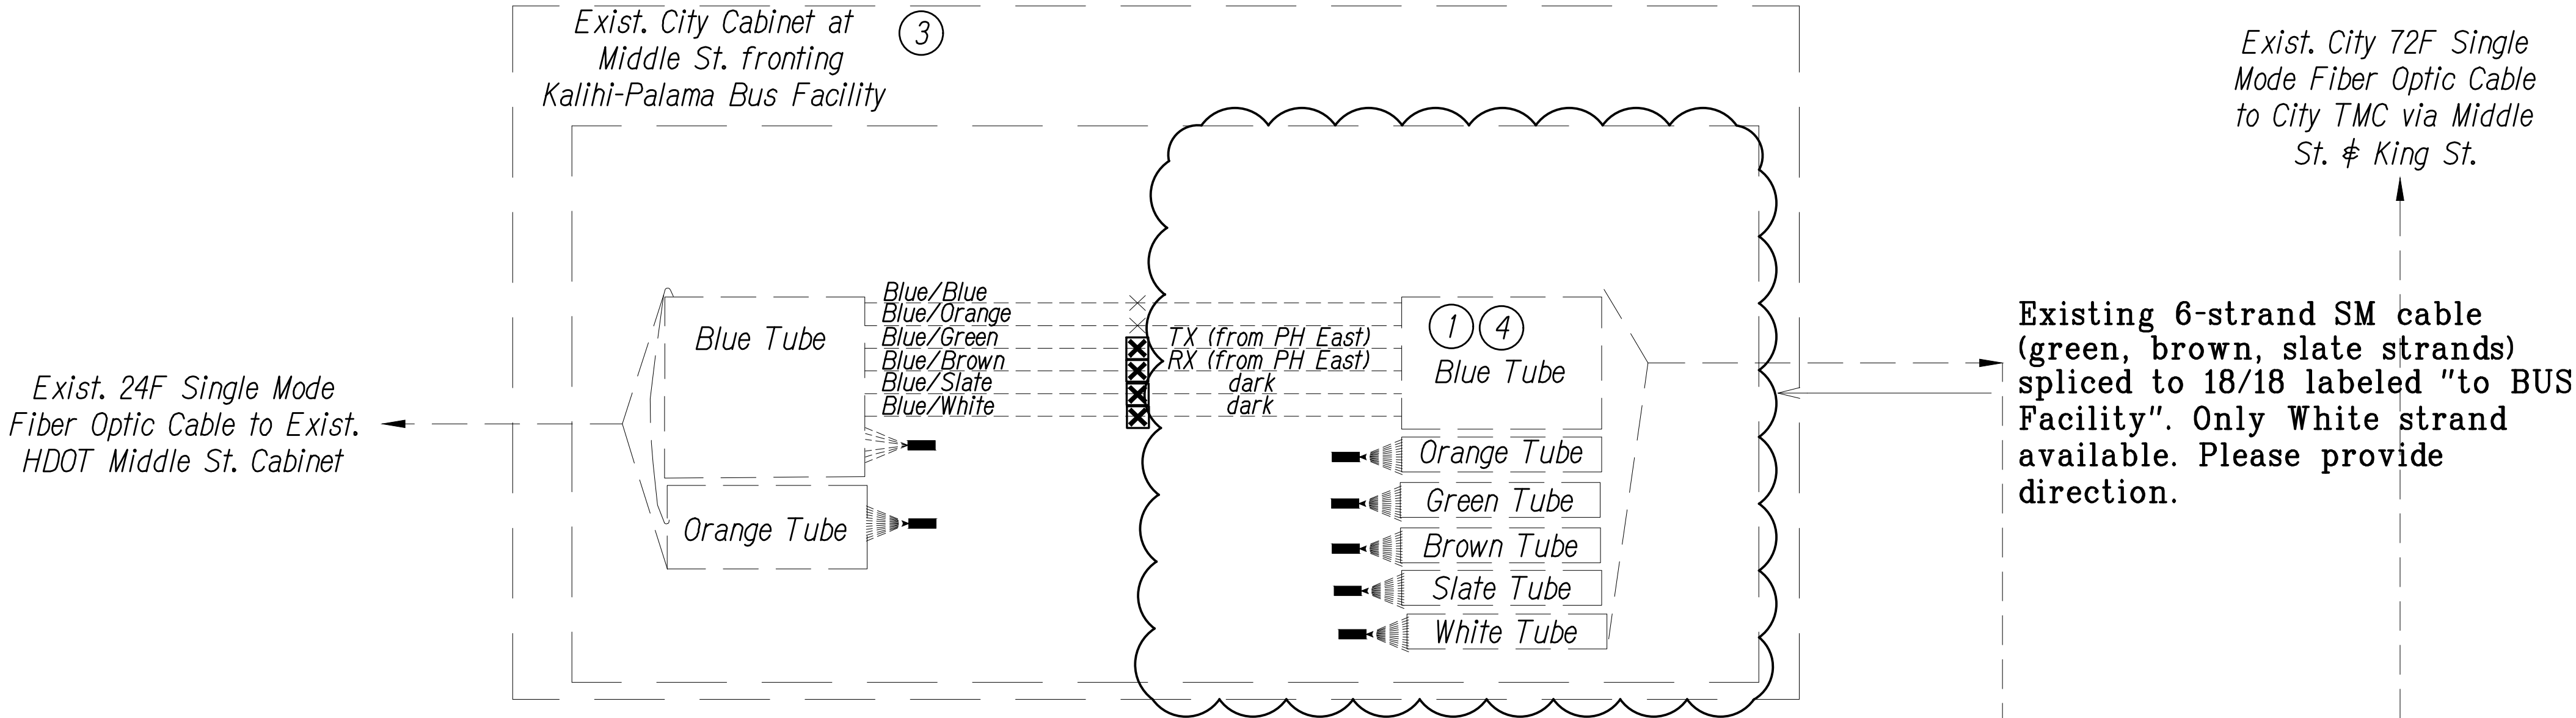 Exist. City Cabinet at
Middle St. fronting
Kalihi-Palama Bus Facility
3
Exist. City 72F Single
Mode Fiber Optic Cable
to City TMC via Middle
St. & King St.
Exist. 24F Single Mode
Fiber Optic Cable to Exist.
HDOT Middle St. Cabinet
Blue Tube
Orange Tube
Blue/Blue
Blue/Orange
Blue/Green
Blue/Brown
Blue/Slate
Blue/White
TX (from PH East)
RX (from PH East)
dark
dark
1 4
Blue Tube
Orange Tube
Green Tube
Brown Tube
Slate Tube
White Tube
Existing 6-strand SM cable
(green, brown, slate strands)
spliced to 18/18 labeled "to BUS
Facility". Only White strand
available. Please provide
direction.